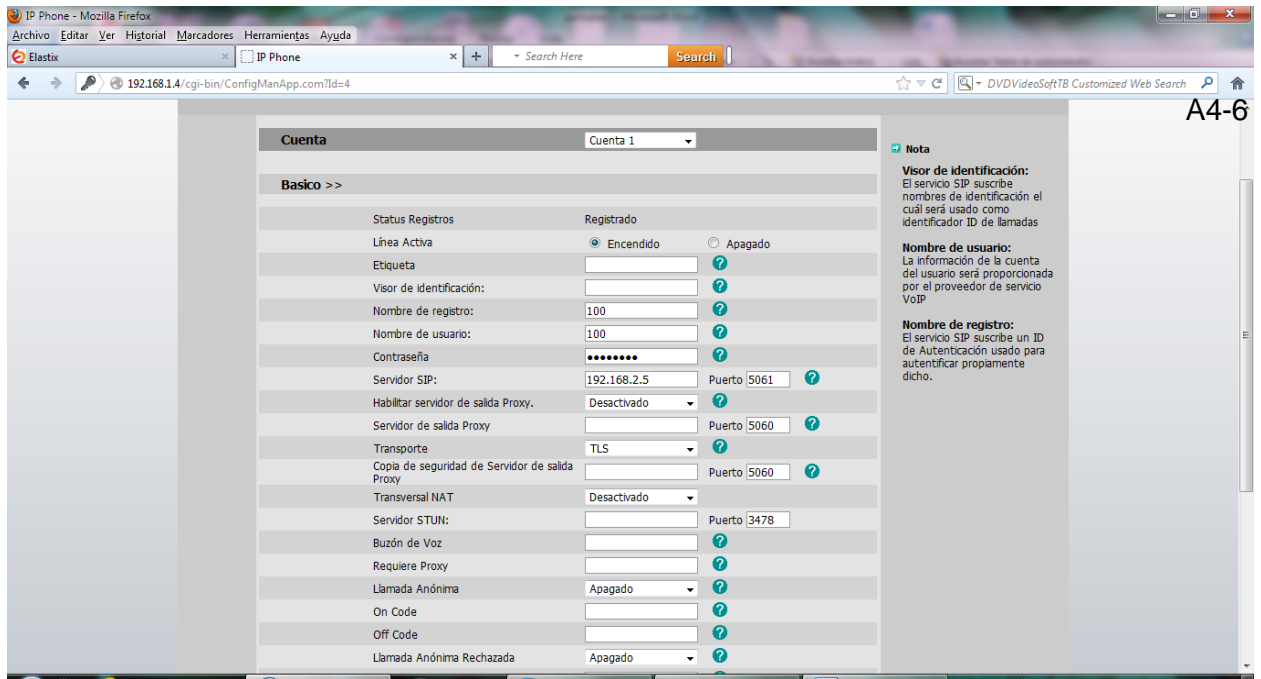 IP Phone - Mozilla Firefox
Archivo Editar Ver Historial Marcadores Herramientas Ayuda
Elastix × IP Phone × + Search Here Search
192.168.1.4/cgi-bin/ConfigManApp.com?Id=4 DVDVideoSoftTB Customized Web Search
A4-6
Cuenta Cuenta 1
Basico >>
Status Registros Registrado
Línea Activa Encendido Apagado
Etiqueta ?
Visor de identificación: ?
Nombre de registro: 100 ?
Nombre de usuario: 100 ?
Contraseña •••••••• ?
Servidor SIP: 192.168.2.5 Puerto 5061 ?
Habilitar servidor de salida Proxy. Desactivado ?
Servidor de salida Proxy Puerto 5060 ?
Transporte TLS ?
Copia de seguridad de Servidor de salida
Proxy Puerto 5060 ?
Transversal NAT Desactivado
Servidor STUN: Puerto 3478
Buzón de Voz ?
Requiere Proxy ?
Llamada Anónima Apagado ?
On Code ?
Off Code ?
Llamada Anónima Rechazada Apagado ?
Nota
Visor de identificación:
El servicio SIP suscribe
nombres de identificación el
cuál será usado como
identificador ID de llamadas
Nombre de usuario:
La información de la cuenta
del usuario será proporcionada
por el proveedor de servicio
VoIP
Nombre de registro:
El servicio SIP suscribe un ID
de Autenticación usado para
autentificar propiamente
dicho.